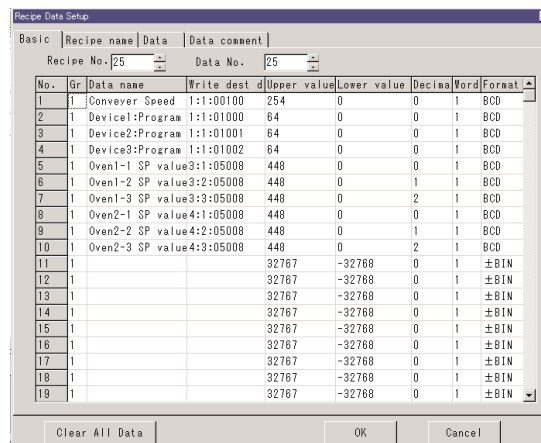 Recipe Data Setup
Basic Recipe name Data Data comment
Recipe No. 25 Data No. 25
No. Gr Data name Write dest d Upper value Lower value Decima Word Format
1 1 Conveyer Speed 1:1:00100 254 0 0 1 BCD
2 1 Device1:Program 1:1:01000 64 0 0 1 BCD
3 1 Device2:Program 1:1:01001 64 0 0 1 BCD
4 1 Device3:Program 1:1:01002 64 0 0 1 BCD
5 1 Oven1-1 SP value 3:1:05008 448 0 0 1 BCD
6 1 Oven1-2 SP value 3:2:05008 448 0 1 1 BCD
7 1 Oven1-3 SP value 3:3:05008 448 0 2 1 BCD
8 1 Oven2-1 SP value 4:1:05008 448 0 0 1 BCD
9 1 Oven2-2 SP value 4:2:05008 448 0 1 1 BCD
10 1 Oven2-3 SP value 4:3:05008 448 0 2 1 BCD
11 1 32767 -32768 0 1 ±BIN
12 1 32767 -32768 0 1 ±BIN
13 1 32767 -32768 0 1 ±BIN
14 1 32767 -32768 0 1 ±BIN
15 1 32767 -32768 0 1 ±BIN
16 1 32767 -32768 0 1 ±BIN
17 1 32767 -32768 0 1 ±BIN
18 1 32767 -32768 0 1 ±BIN
19 1 32767 -32768 0 1 ±BIN
Clear All Data OK Cancel